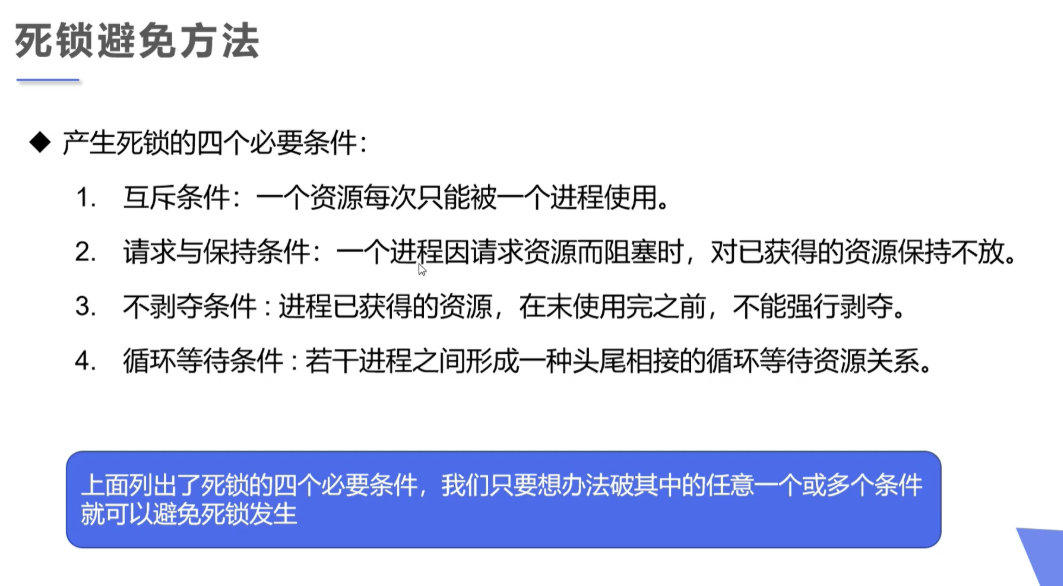 死锁避免方法
◆ 产生死锁的四个必要条件：
1. 互斥条件：一个资源每次只能被一个进程使用。
2. 请求与保持条件：一个进程因请求资源而阻塞时，对已获得的资源保持不放。
3. 不剥夺条件 : 进程已获得的资源，在末使用完之前，不能强行剥夺。
4. 循环等待条件 : 若干进程之间形成一种头尾相接的循环等待资源关系。
上面列出了死锁的四个必要条件，我们只要想办法破其中的任意一个或多个条件
就可以避免死锁发生